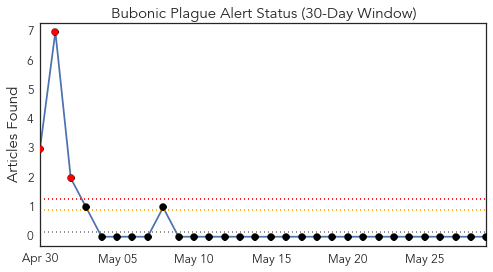 Bubonic Plague Alert Status (30-Day Window)
Articles Found
7
6
5
4
3
2
1
0
Apr 30 May 05 May 10 May 15 May 20 May 25